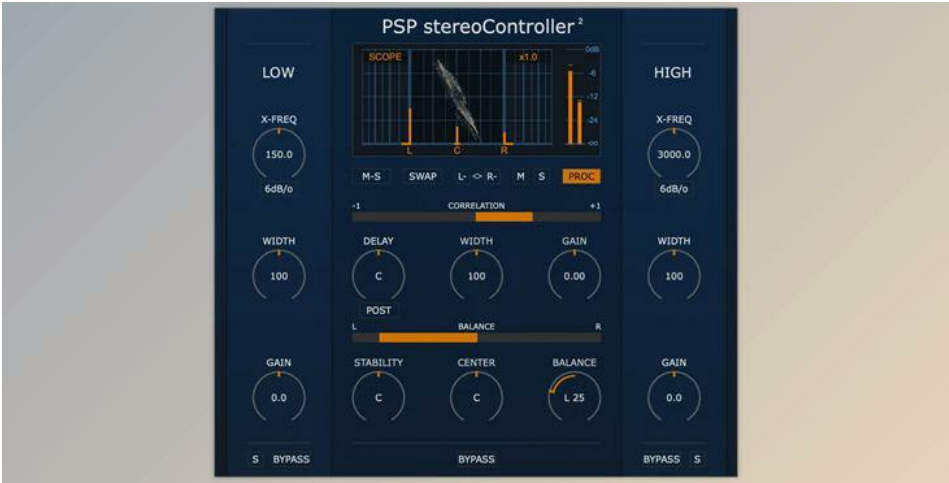 PSP stereoController²
LOW
HIGH
SCOPE
x1.0
0dB
-6
-12
-24
-oo
L C R
X-FREQ
150.0
6dB/o
X-FREQ
3000.0
6dB/o
M-S SWAP L- <> R- M S PROC
-1 CORRELATION +1
WIDTH
100
DELAY
C
POST
WIDTH
100
GAIN
0.00
WIDTH
100
L BALANCE R
GAIN
0.0
STABILITY
C
CENTER
C
BALANCE
L 25
GAIN
0.0
S BYPASS
BYPASS
BYPASS S